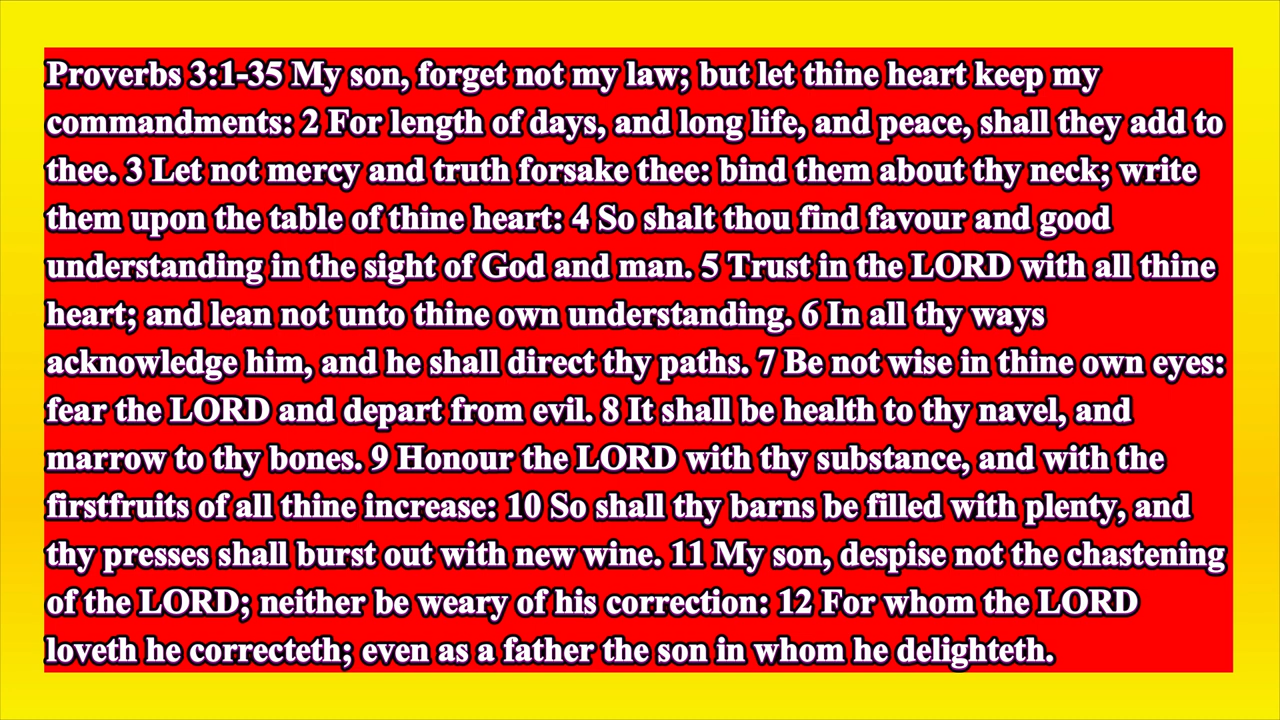 Proverbs 3:1-35 My son, forget not my law; but let thine heart keep my
commandments: 2 For length of days, and long life, and peace, shall they add to
thee. 3 Let not mercy and truth forsake thee: bind them about thy neck; write
them upon the table of thine heart: 4 So shalt thou find favour and good
understanding in the sight of God and man. 5 Trust in the LORD with all thine
heart; and lean not unto thine own understanding. 6 In all thy ways
acknowledge him, and he shall direct thy paths. 7 Be not wise in thine own eyes:
fear the LORD and depart from evil. 8 It shall be health to thy navel, and
marrow to thy bones. 9 Honour the LORD with thy substance, and with the
firstfruits of all thine increase: 10 So shall thy barns be filled with plenty, and
thy presses shall burst out with new wine. 11 My son, despise not the chastening
of the LORD; neither be weary of his correction: 12 For whom the LORD
loveth he correcteth; even as a father the son in whom he delighteth.